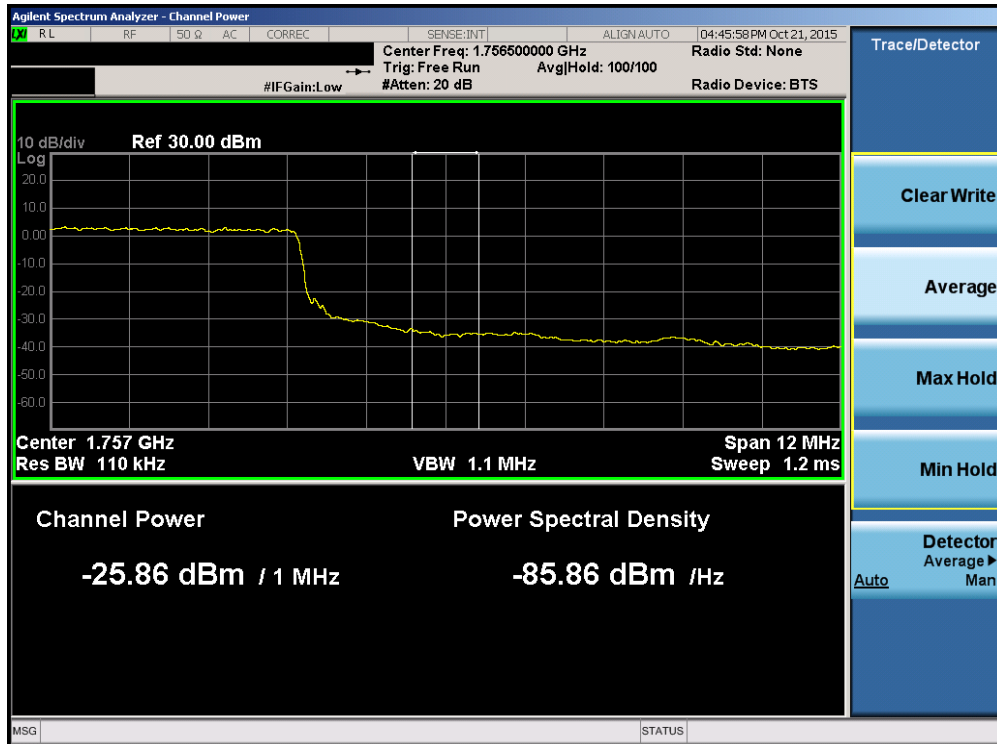 Agilent Spectrum Analyzer - Channel Power
LXI RL RF 50 Ω AC CORREC SENSE:INT ALIGN AUTO 04:45:58 PM Oct 21, 2015
Center Freq: 1.756500000 GHz Radio Std: None
Trig: Free Run Avg|Hold: 100/100
#IFGain:Low #Atten: 20 dB Radio Device: BTS
Trace/Detector
10 dB/div Ref 30.00 dBm
Log
20.0
10.0
0.00
-10.0
-20.0
-30.0
-40.0
-50.0
-60.0
Center 1.757 GHz Span 12 MHz
Res BW 110 kHz VBW 1.1 MHz Sweep 1.2 ms
Channel Power Power Spectral Density
-25.86 dBm / 1 MHz -85.86 dBm /Hz
Clear Write
Average
Max Hold
Min Hold
Detector
Average
Auto Man
MSG STATUS